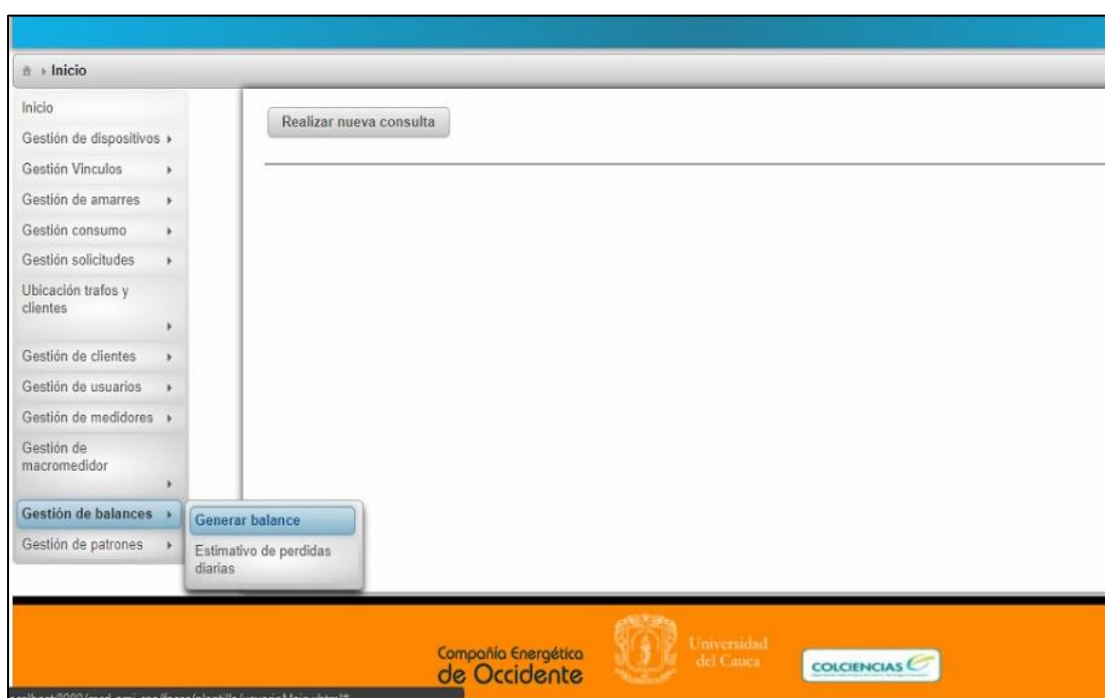 Inicio
Inicio
Gestión de dispositivos
Gestión Vinculos
Gestión de amarres
Gestión consumo
Gestión solicitudes
Ubicación trafos y
clientes
Gestión de clientes
Gestión de usuarios
Gestión de medidores
Gestión de
macromedidor
Gestión de balances
Gestión de patrones
Generar balance
Estimativo de perdidas
diarias
Realizar nueva consulta
Compañía Energética
de Occidente
Universidad
del Cauca
COLCIENCIAS